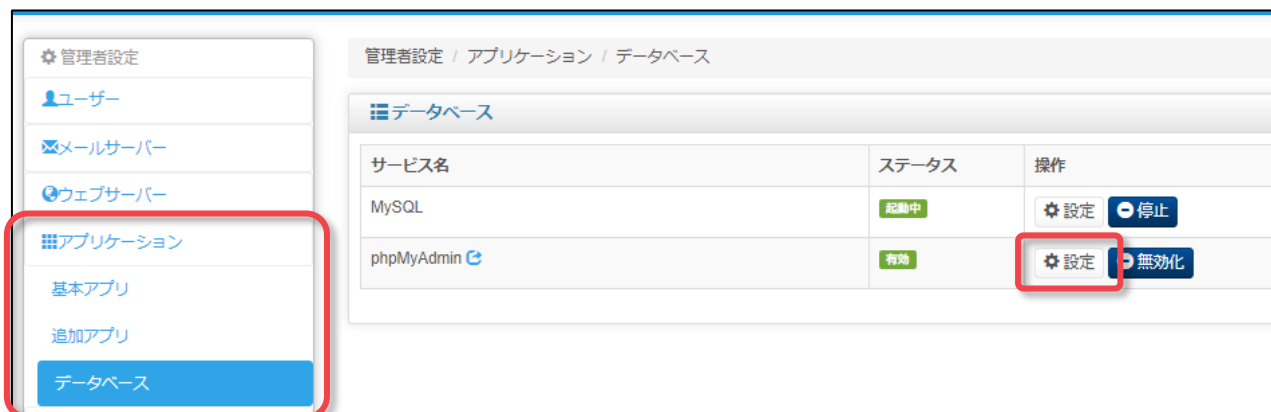 管理者設定
ユーザー
メールサーバー
ウェブサーバー
アプリケーション
基本アプリ
追加アプリ
データベース
管理者設定 / アプリケーション / データベース
データベース
サービス名 ステータス 操作
MySQL 起動中 設定 停止
phpMyAdmin 有効 設定 無効化